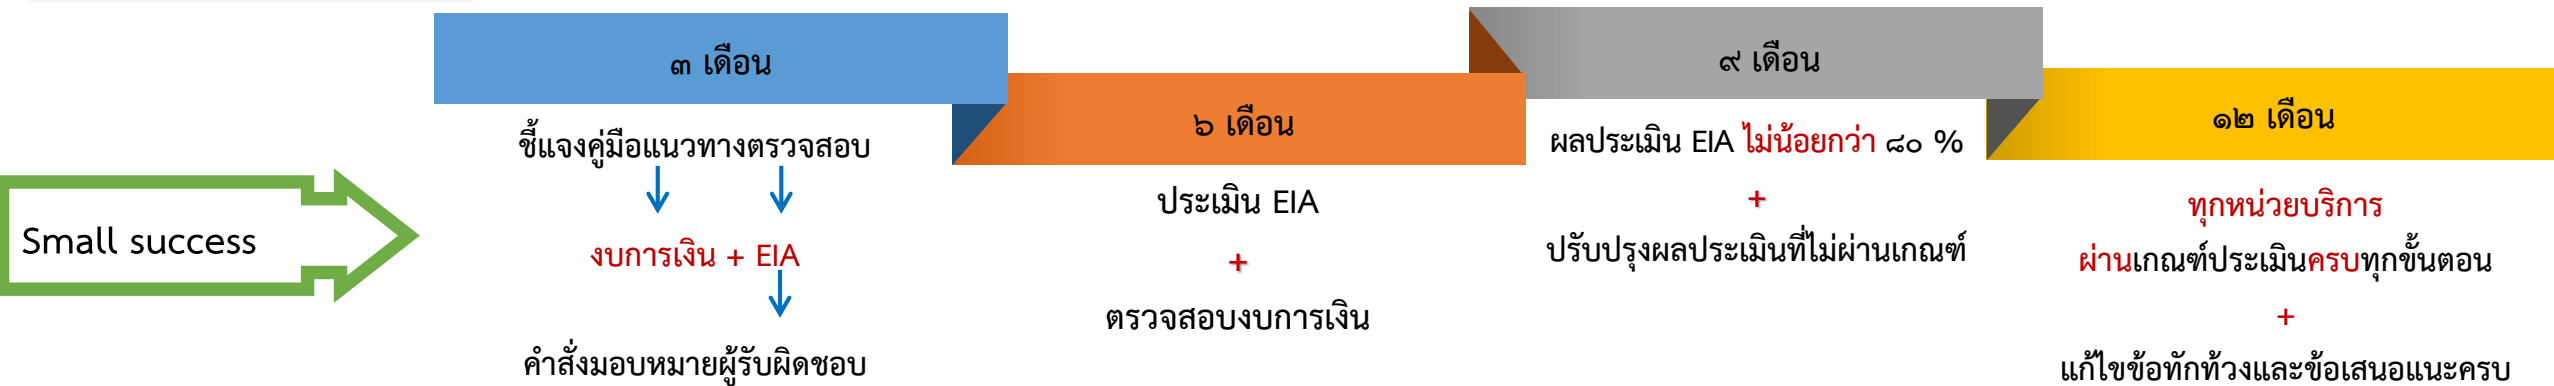 Small success
๓ เดือน
ชี้แจงคู่มือแนวทางตรวจสอบ
งบการเงิน + EIA
คำสั่งมอบหมายผู้รับผิดชอบ
๖ เดือน
ประเมิน EIA
+
ตรวจสอบงบการเงิน
๙ เดือน
ผลประเมิน EIA ไม่น้อยกว่า ๘๐ %
+
ปรับปรุงผลประเมินที่ไม่ผ่านเกณฑ์
๑๒ เดือน
ทุกหน่วยบริการ
ผ่านเกณฑ์ประเมินครบทุกขั้นตอน
+
แก้ไขข้อทักท้วงและข้อเสนอแนะครบ